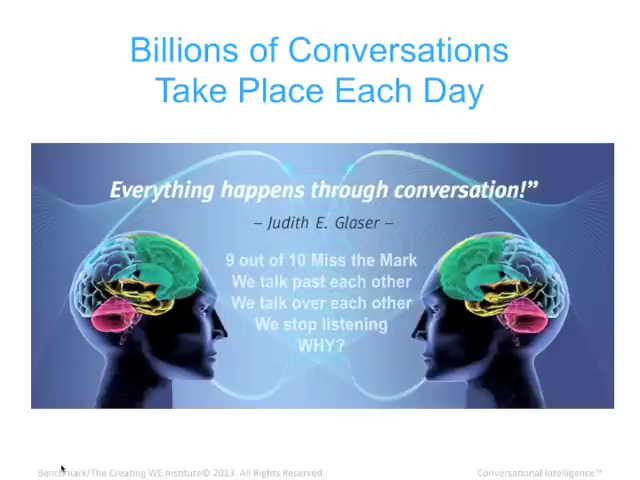 Billions of Conversations
Take Place Each Day
Everything happens through conversation!”
– Judith E. Glaser –
9 out of 10 Miss the Mark
We talk past each other
We talk over each other
We stop listening
WHY?
Benchmark/The Creating WE Institute© 2013. All Rights Reserved
Conversational Intelligence™